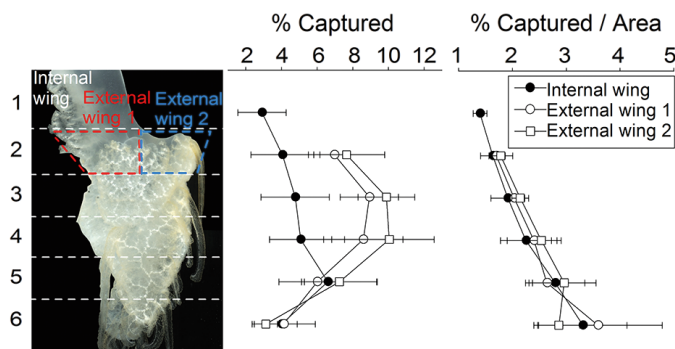 % Captured
% Captured / Area
2 4 6 8 10 12
1 2 3 4 5
Internal
wing
External
wing 1
External
wing 2
Internal wing
External wing 1
External wing 2
1
2
3
4
5
6